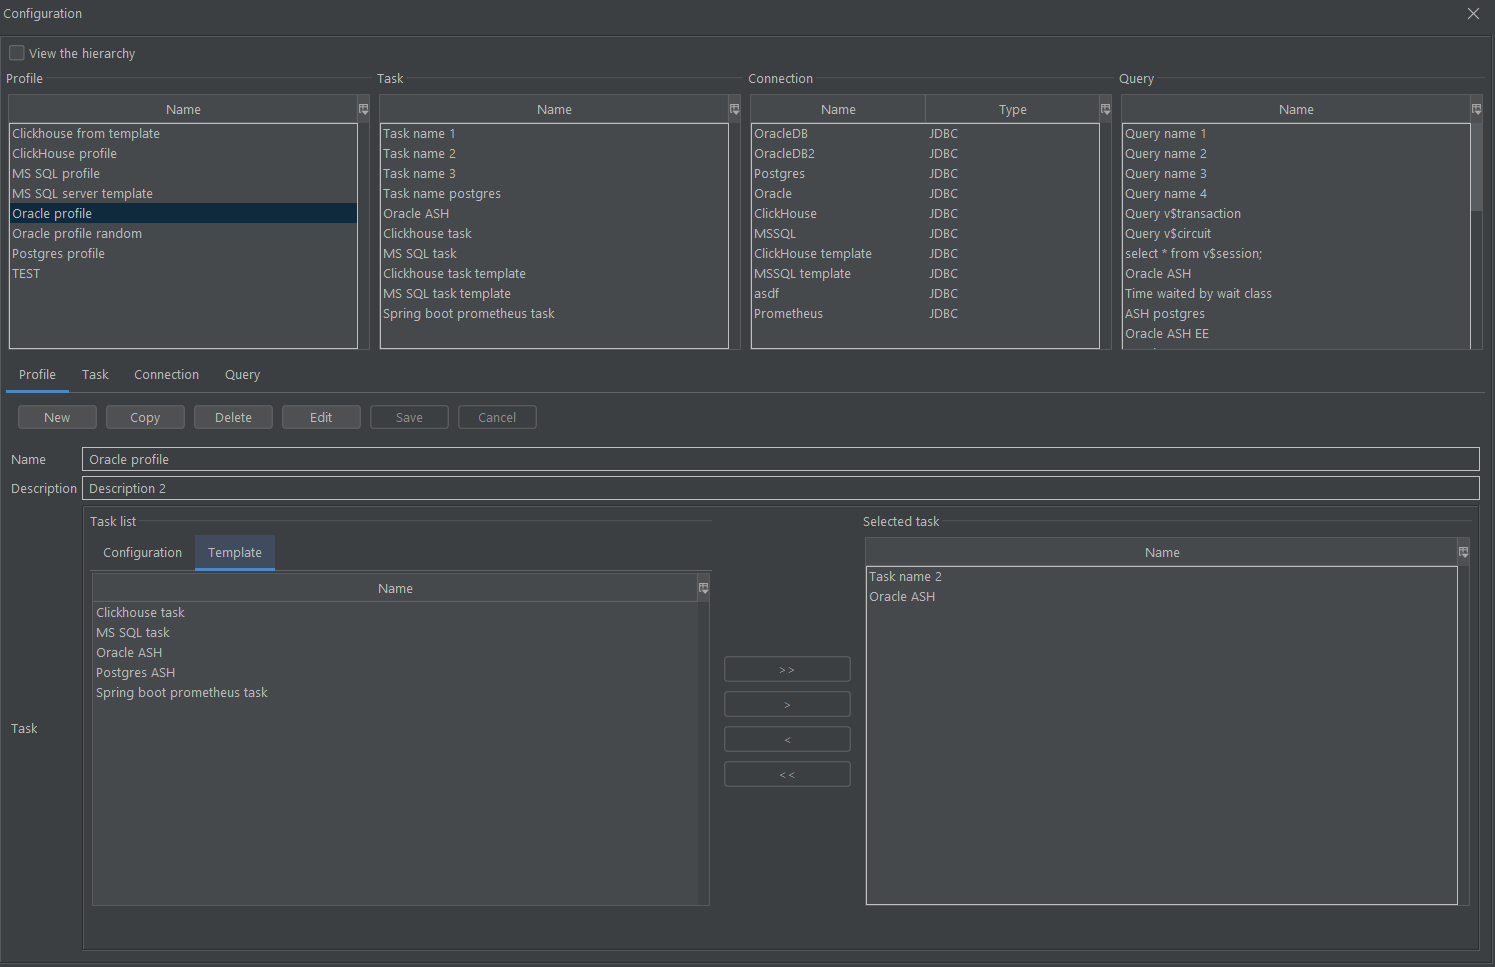 Configuration
View the hierarchy
Profile
Name
Clickhouse from template
ClickHouse profile
MS SQL profile
MS SQL server template
Oracle profile
Oracle profile random
Postgres profile
TEST
Task
Name
Task name 1
Task name 2
Task name 3
Task name postgres
Oracle ASH
Clickhouse task
MS SQL task
Clickhouse task template
MS SQL task template
Spring boot prometheus task
Connection
Name Type
OracleDB JDBC
OracleDB2 JDBC
Postgres JDBC
Oracle JDBC
ClickHouse JDBC
MSSQL JDBC
ClickHouse template JDBC
MSSQL template JDBC
asdf JDBC
Prometheus JDBC
Query
Name
Query name 1
Query name 2
Query name 3
Query name 4
Query v$transaction
Query v$circuit
select * from v$session;
Oracle ASH
Time waited by wait class
ASH postgres
Oracle ASH EE
Profile Task Connection Query
New Copy Delete Edit Save Cancel
Name Oracle profile
Description Description 2
Task
Task list
Configuration Template
Name
Clickhouse task
MS SQL task
Oracle ASH
Postgres ASH
Spring boot prometheus task
>>
>
<
<<
Selected task
Name
Task name 2
Oracle ASH